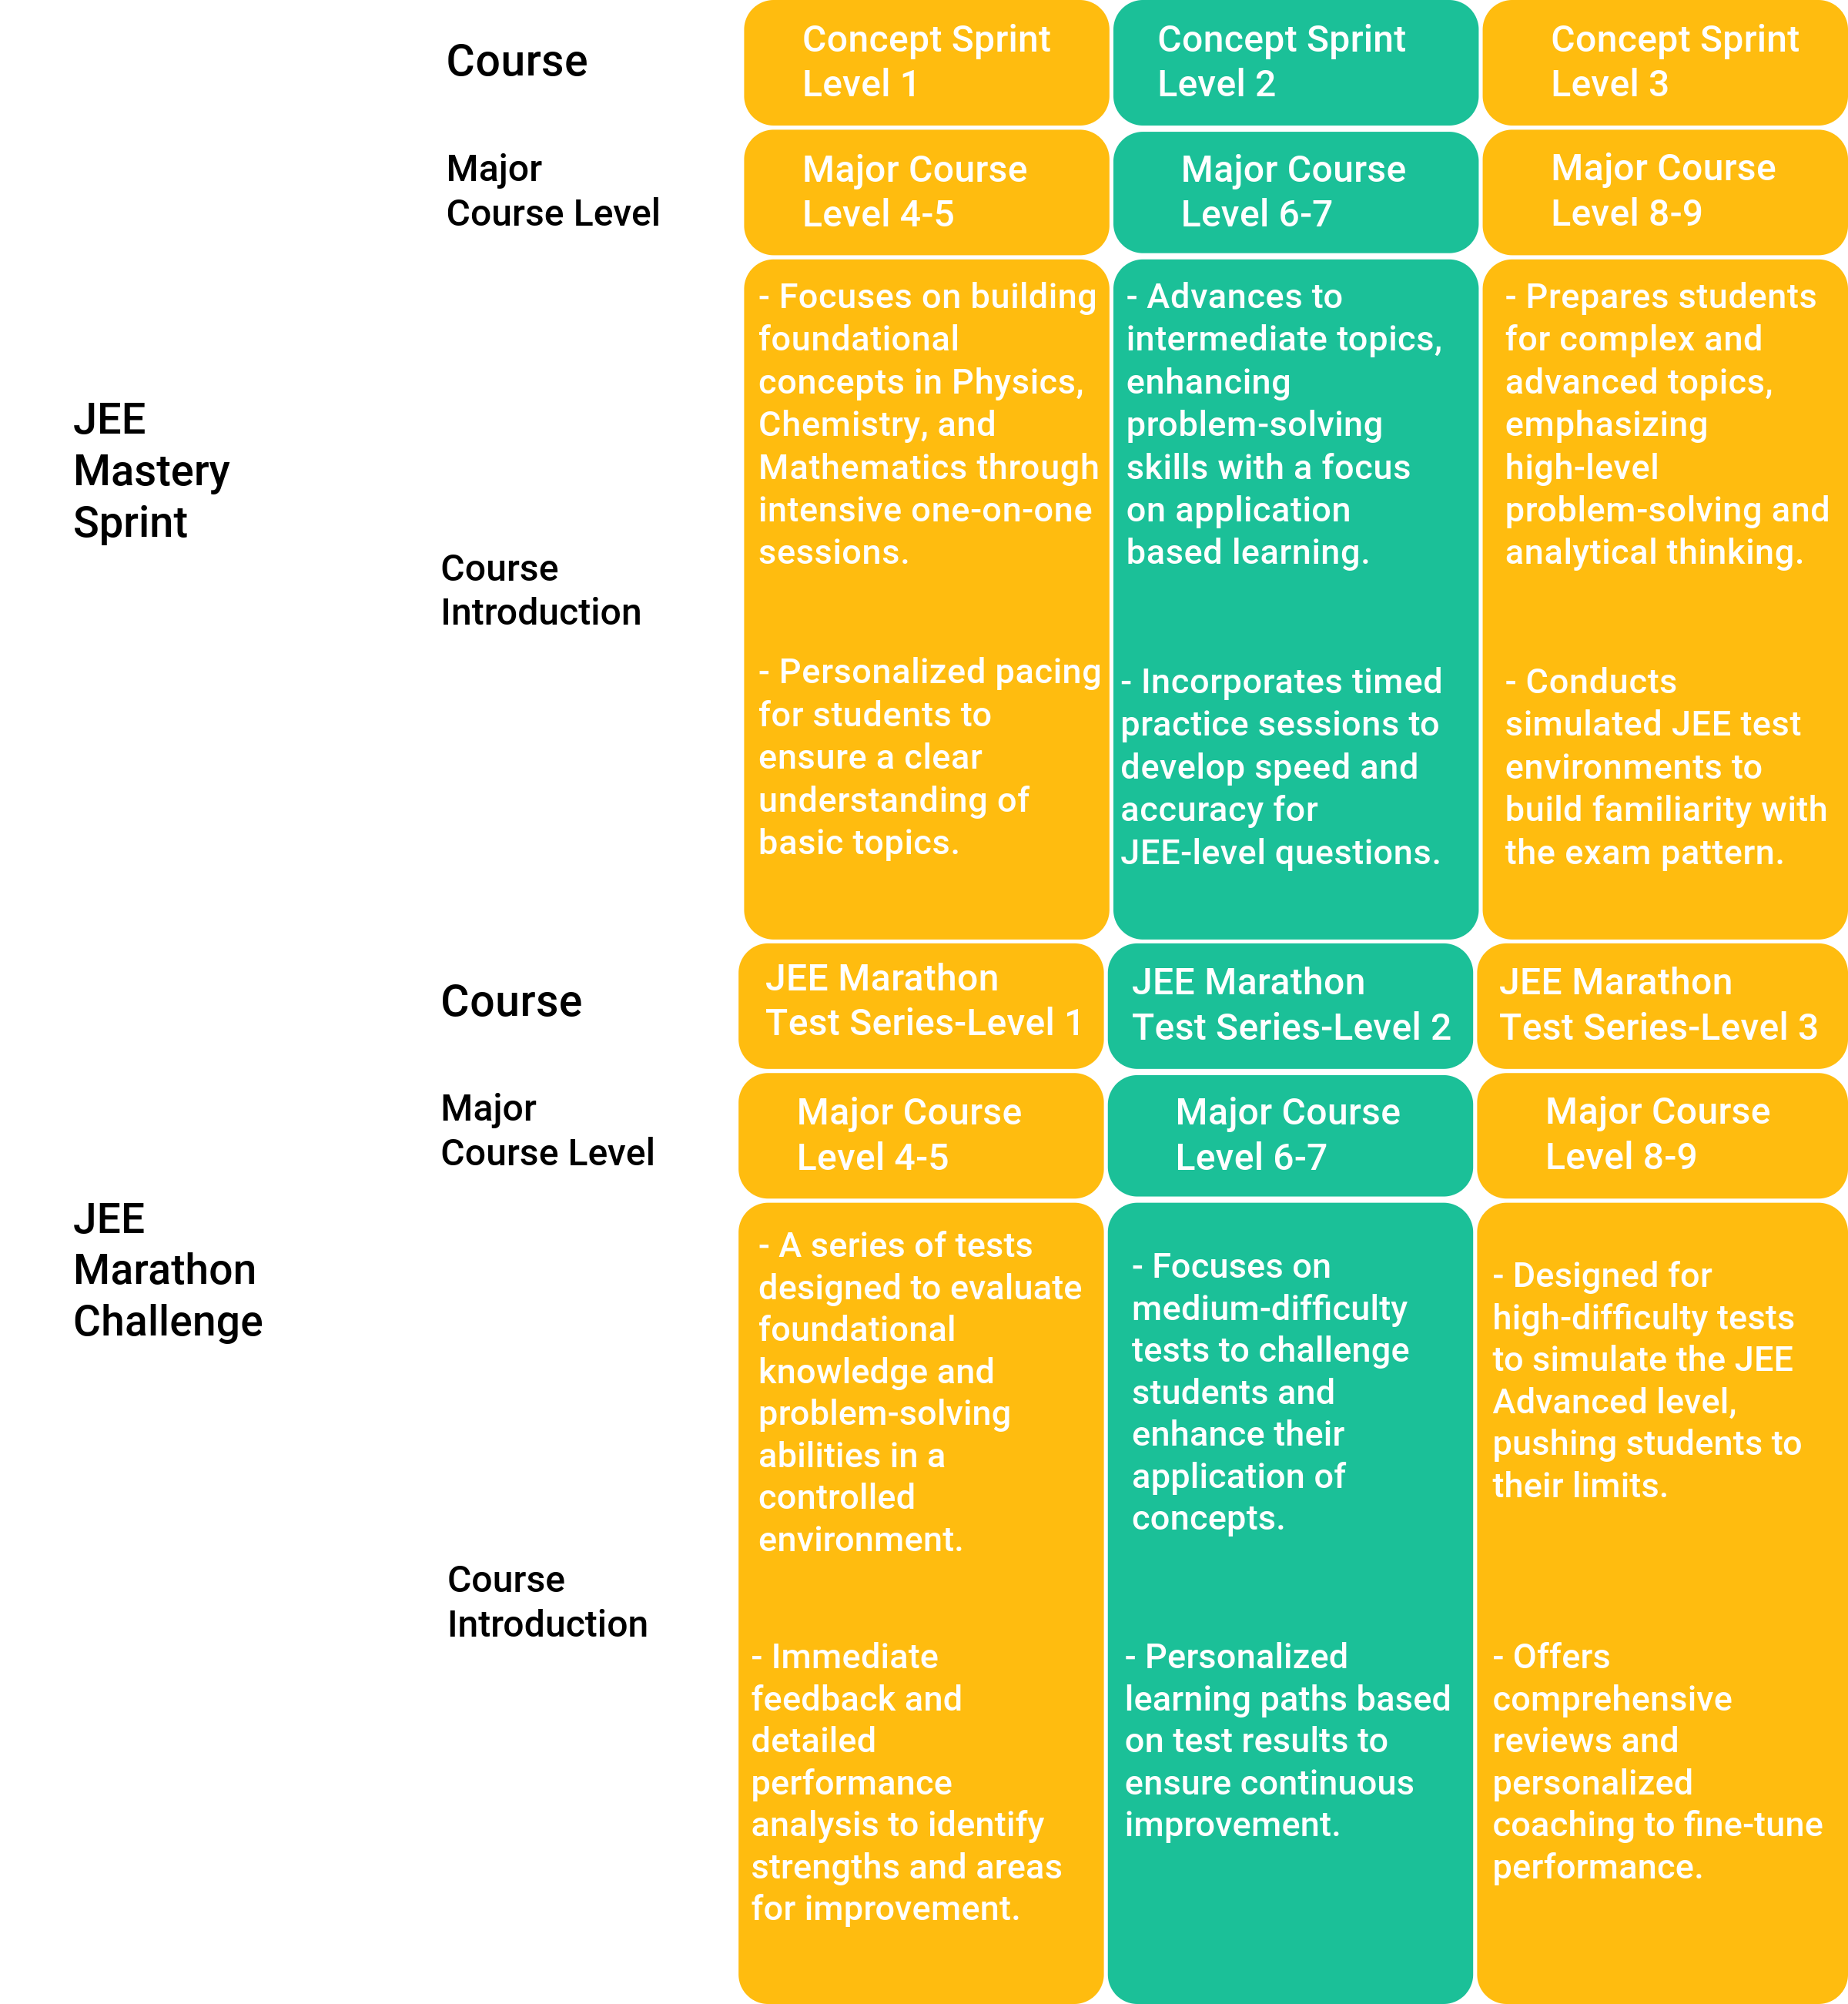 JEE
Mastery
Sprint
Course
Concept Sprint
Level 1
Concept Sprint
Level 2
Concept Sprint
Level 3
Major
Course Level
Major Course
Level 4-5
Major Course
Level 6-7
Major Course
Level 8-9
Course
Introduction
- Focuses on building
foundational
concepts in Physics,
Chemistry, and
Mathematics through
intensive one-on-one
sessions.
- Personalized pacing
for students to
ensure a clear
understanding of
basic topics.
- Advances to
intermediate topics,
enhancing
problem-solving
skills with a focus
on application
based learning.
- Incorporates timed
practice sessions to
develop speed and
accuracy for
JEE-level questions.
- Prepares students
for complex and
advanced topics,
emphasizing
high-level
problem-solving and
analytical thinking.
- Conducts
simulated JEE test
environments to
build familiarity with
the exam pattern.
JEE
Marathon
Challenge
Course
JEE Marathon
Test Series-Level 1
JEE Marathon
Test Series-Level 2
JEE Marathon
Test Series-Level 3
Major
Course Level
Major Course
Level 4-5
Major Course
Level 6-7
Major Course
Level 8-9
Course
Introduction
- A series of tests
designed to evaluate
foundational
knowledge and
problem-solving
abilities in a
controlled
environment.
- Immediate
feedback and
detailed
performance
analysis to identify
strengths and areas
for improvement.
- Focuses on
medium-difficulty
tests to challenge
students and
enhance their
application of
concepts.
- Personalized
learning paths based
on test results to
ensure continuous
improvement.
- Designed for
high-difficulty tests
to simulate the JEE
Advanced level,
pushing students to
their limits.
- Offers
comprehensive
reviews and
personalized
coaching to fine-tune
performance.